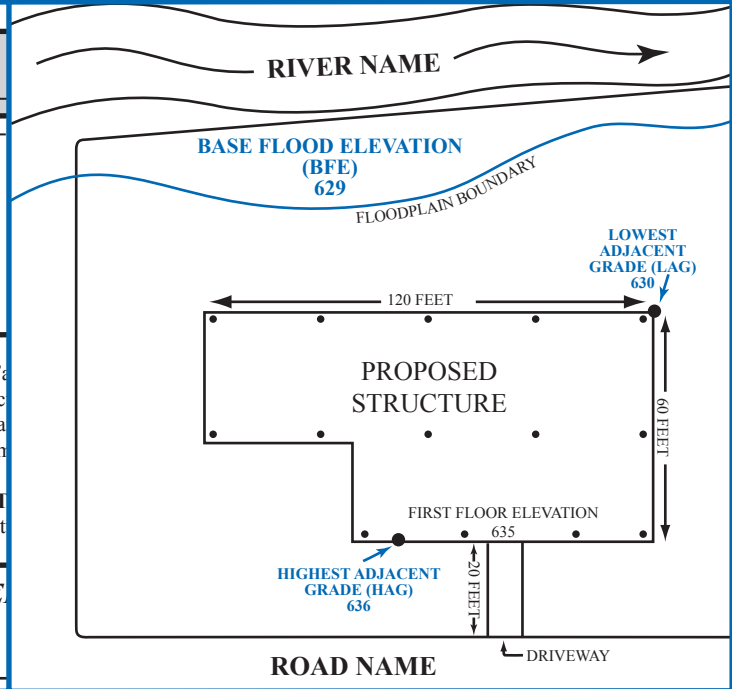 RIVER NAME
BASE FLOOD ELEVATION
(BFE)
629
FLOODPLAIN BOUNDARY
LOWEST
ADJACENT
GRADE (LAG)
630
120 FEET
PROPOSED
STRUCTURE
60 FEET
FIRST FLOOR ELEVATION
635
HIGHEST ADJACENT
GRADE (HAG)
636
20 FEET
DRIVEWAY
ROAD NAME